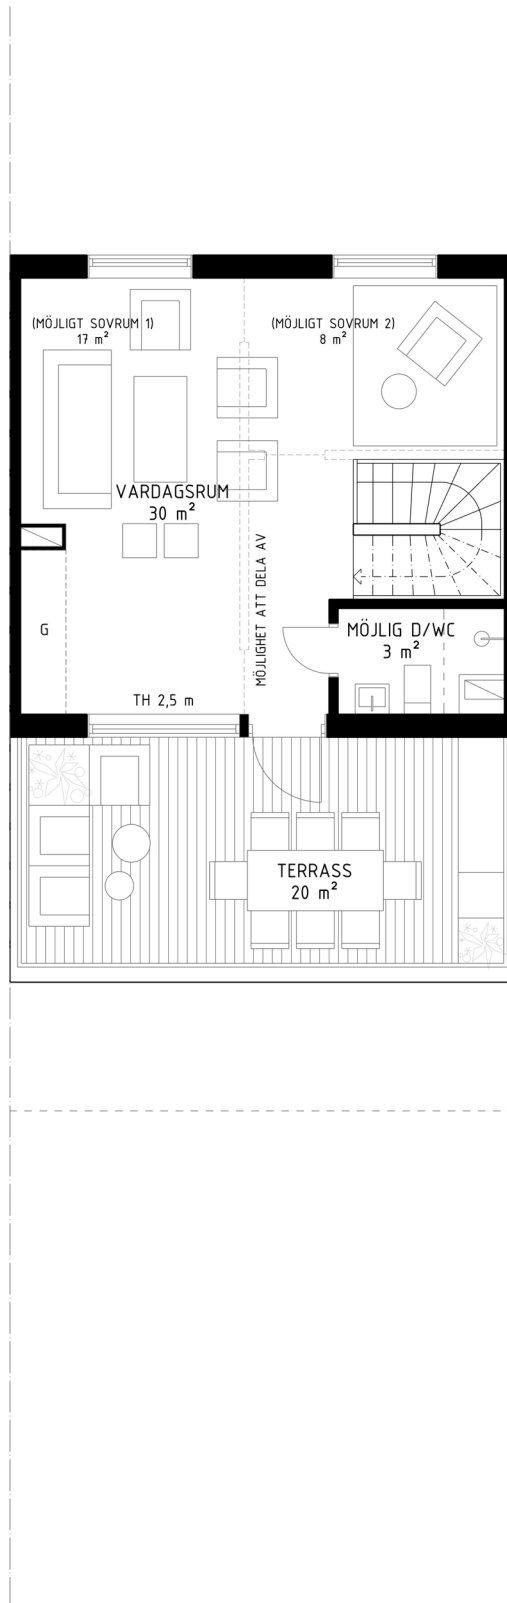 (MÖJLIGT SOVRUM 1)
17 m²
(MÖJLIGT SOVRUM 2)
8 m²
VARDAGSRUM
30 m²
MÖJLIGHET ATT DELA AV
G
MÖJLIG D/WC
3 m²
TH 2,5 m
TERRASS
20 m²